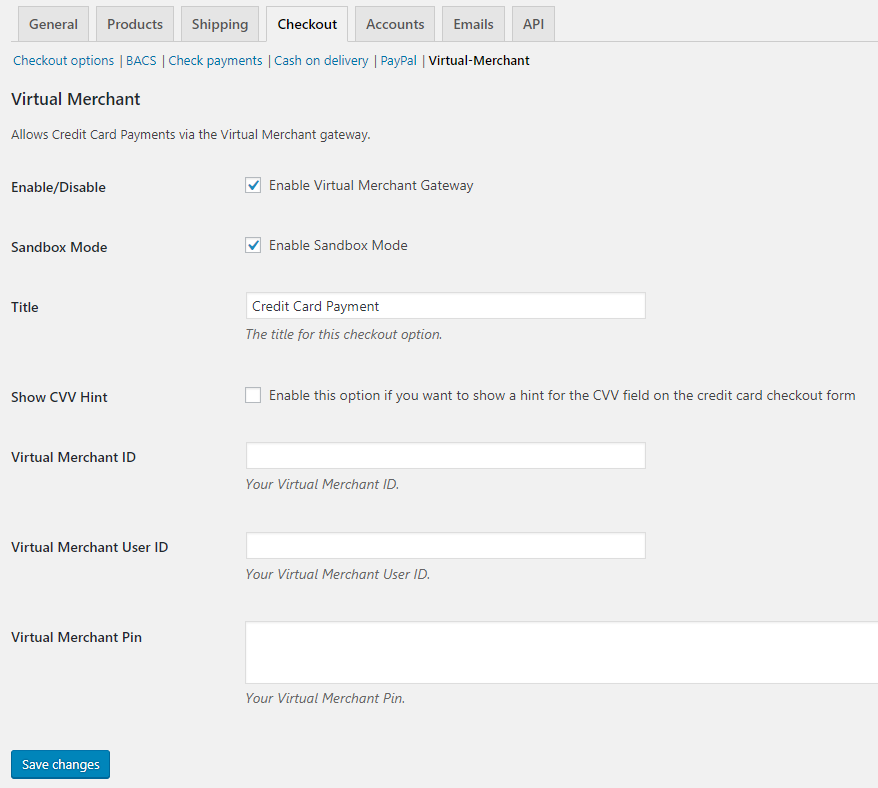 General Products Shipping Checkout Accounts Emails API
Checkout options | BACS | Check payments | Cash on delivery | PayPal | Virtual-Merchant
Virtual Merchant
Allows Credit Card Payments via the Virtual Merchant gateway.
Enable/Disable Enable Virtual Merchant Gateway
Sandbox Mode Enable Sandbox Mode
Title Credit Card Payment
The title for this checkout option.
Show CVV Hint Enable this option if you want to show a hint for the CVV field on the credit card checkout form
Virtual Merchant ID
Your Virtual Merchant ID.
Virtual Merchant User ID
Your Virtual Merchant User ID.
Virtual Merchant Pin
Your Virtual Merchant Pin.
Save changes